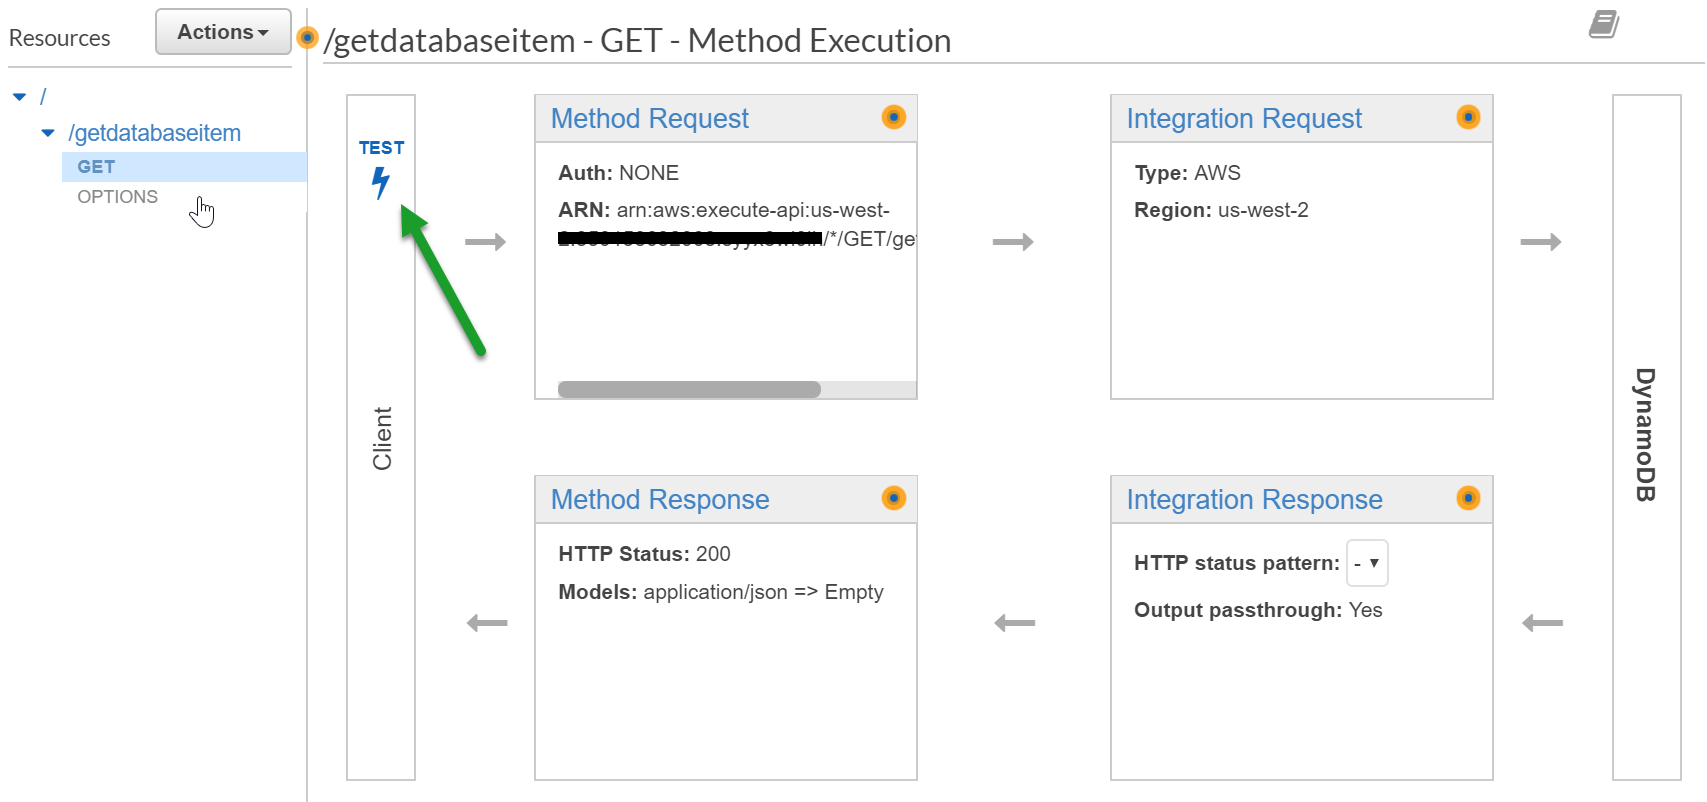 Resources
Actions
/getdatabaseitem - GET - Method Execution
/
/getdatabaseitem
GET
OPTIONS
TEST
Client
Method Request
Auth: NONE
ARN: arn:aws:execute-api:us-west-
/*/GET/get
Integration Request
Type: AWS
Region: us-west-2
DynamoDB
Method Response
HTTP Status: 200
Models: application/json => Empty
Integration Response
HTTP status pattern: -
Output passthrough: Yes